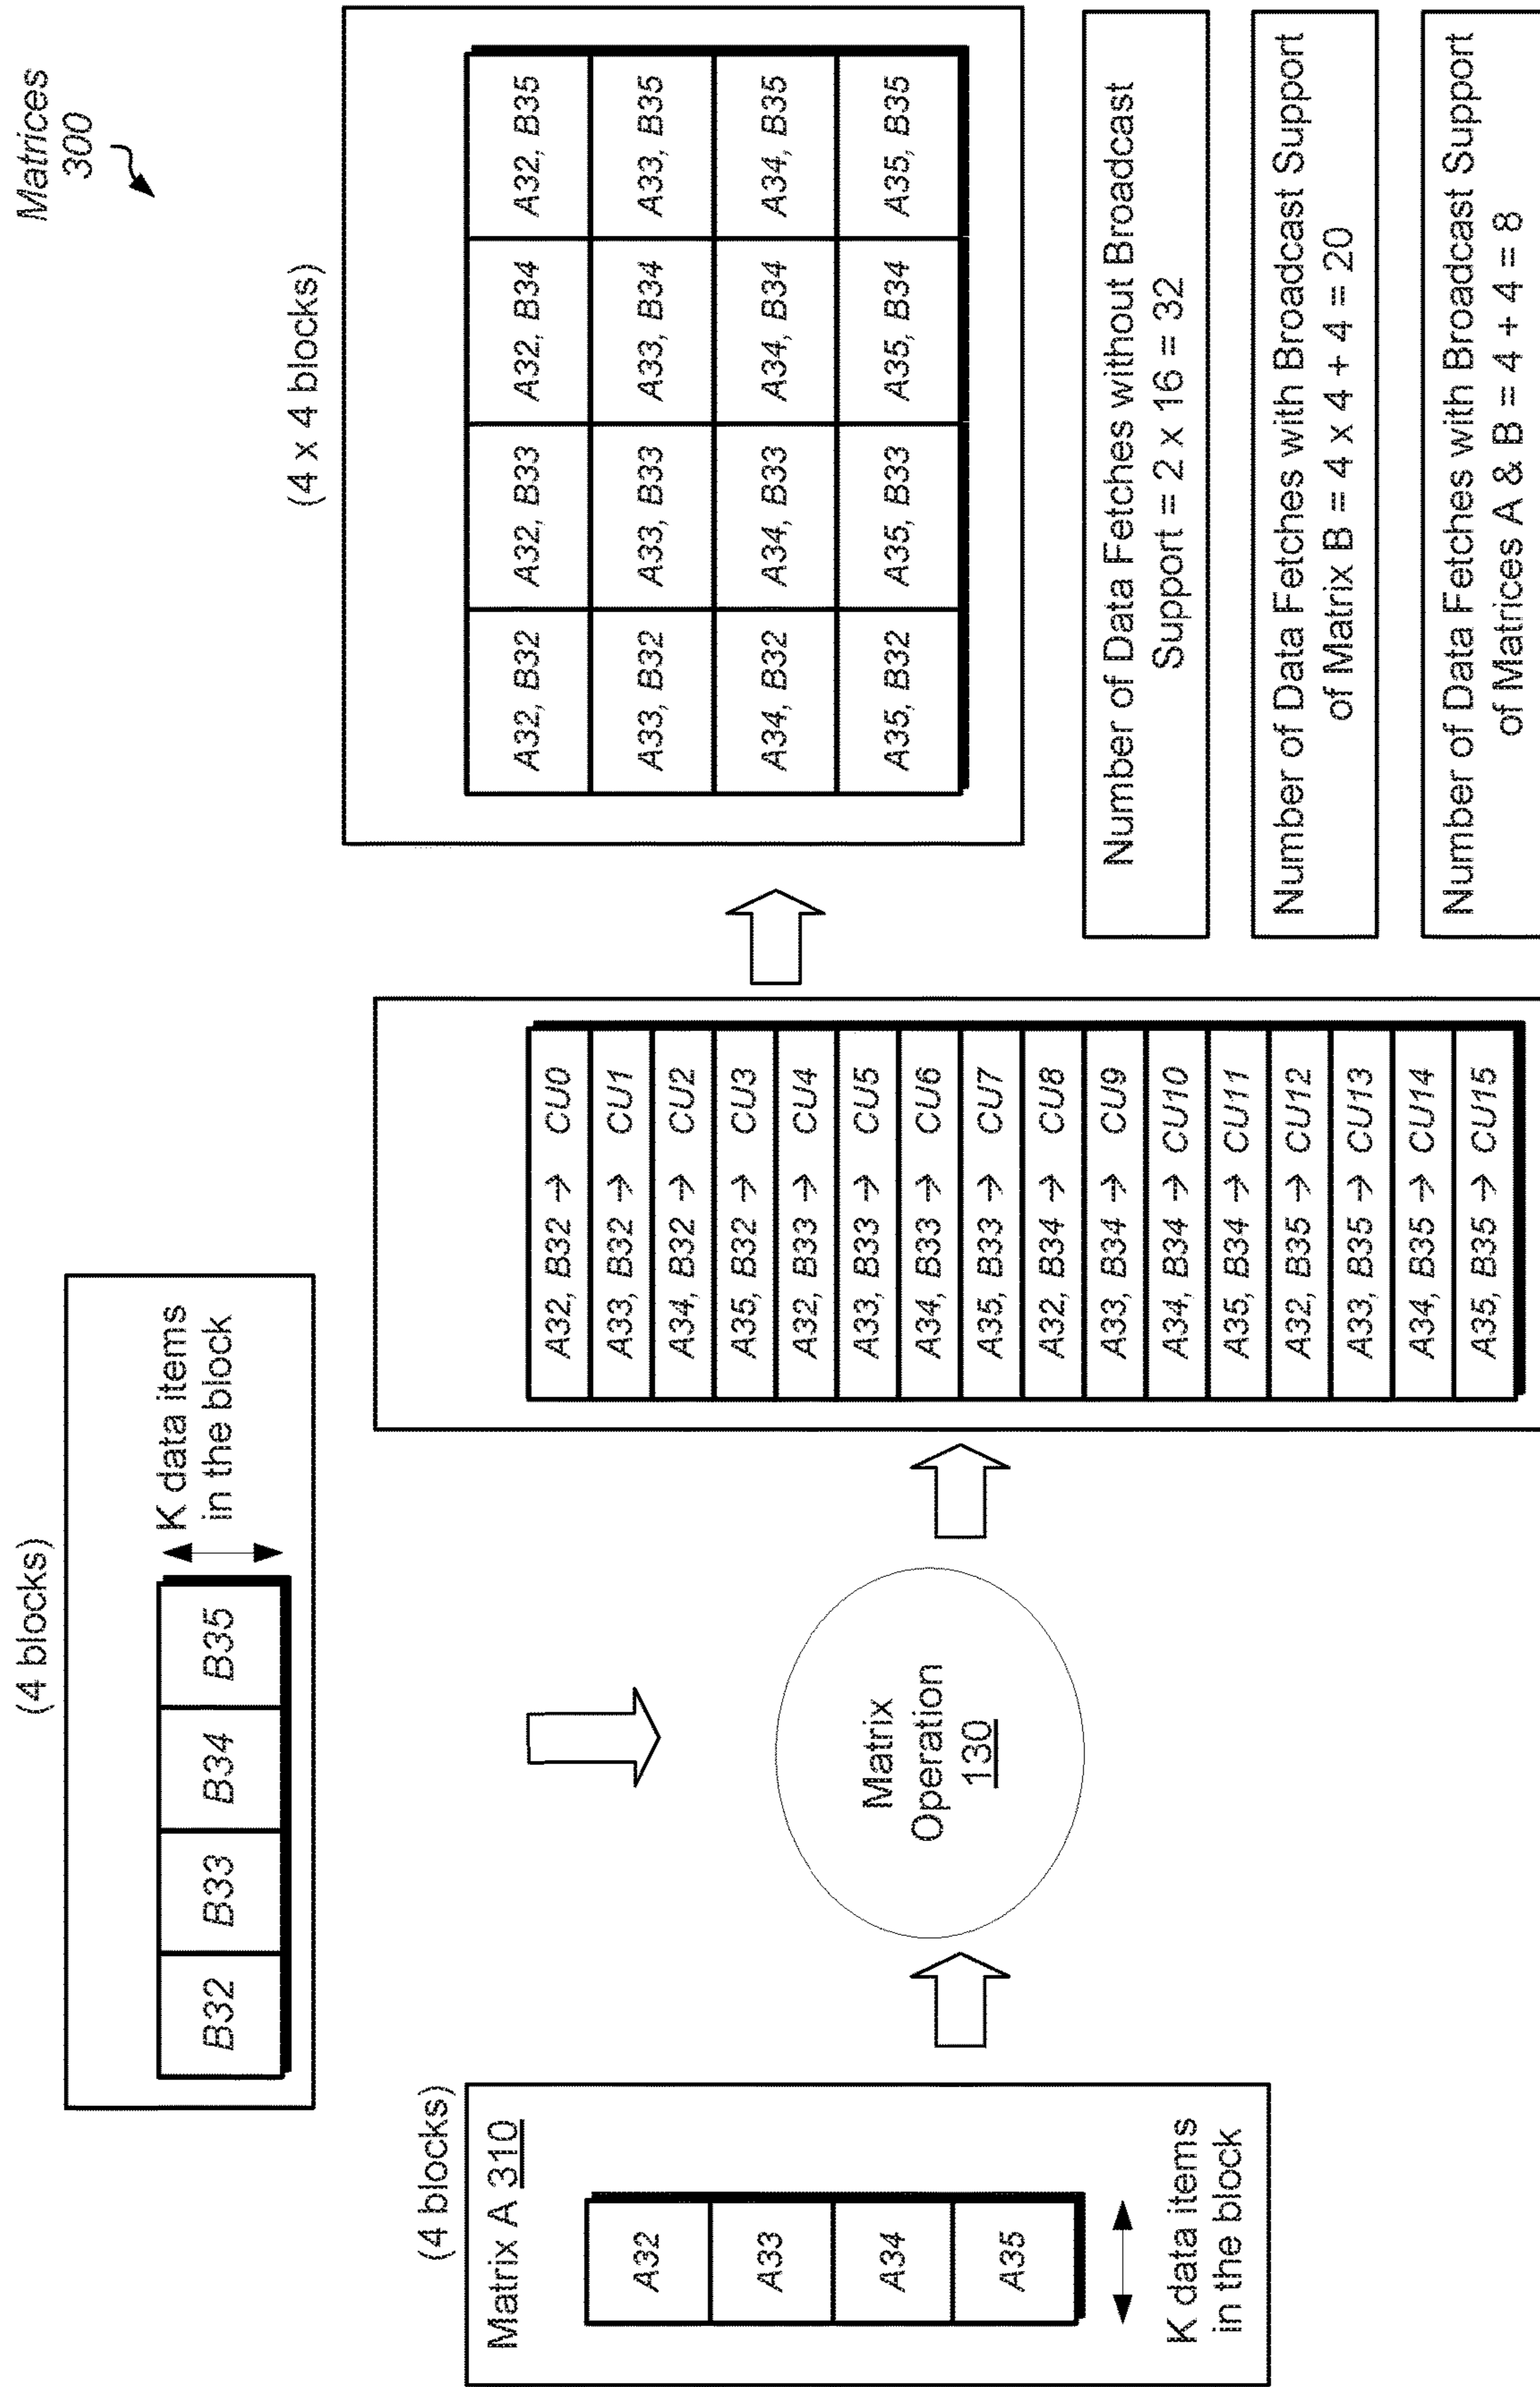 Matrices
300
(4 blocks)
B32 B33 B34 B35
K data items
in the block
(4 blocks)
Matrix A 310
A32
A33
A34
A35
K data items
in the block
Matrix
Operation
130
A32, B32 → CU0
A33, B32 → CU1
A34, B32 → CU2
A35, B32 → CU3
A32, B33 → CU4
A33, B33 → CU5
A34, B33 → CU6
A35, B33 → CU7
A32, B34 → CU8
A33, B34 → CU9
A34, B34 → CU10
A35, B34 → CU11
A32, B35 → CU12
A33, B35 → CU13
A34, B35 → CU14
A35, B35 → CU15
(4 x 4 blocks)
A32, B32 A32, B33 A32, B34 A32, B35
A33, B32 A33, B33 A33, B34 A33, B35
A34, B32 A34, B33 A34, B34 A34, B35
A35, B32 A35, B33 A35, B34 A35, B35
Number of Data Fetches without Broadcast
Support = 2 x 16 = 32
Number of Data Fetches with Broadcast Support
of Matrix B = 4 x 4 + 4 = 20
Number of Data Fetches with Broadcast Support
of Matrices A & B = 4 + 4 = 8